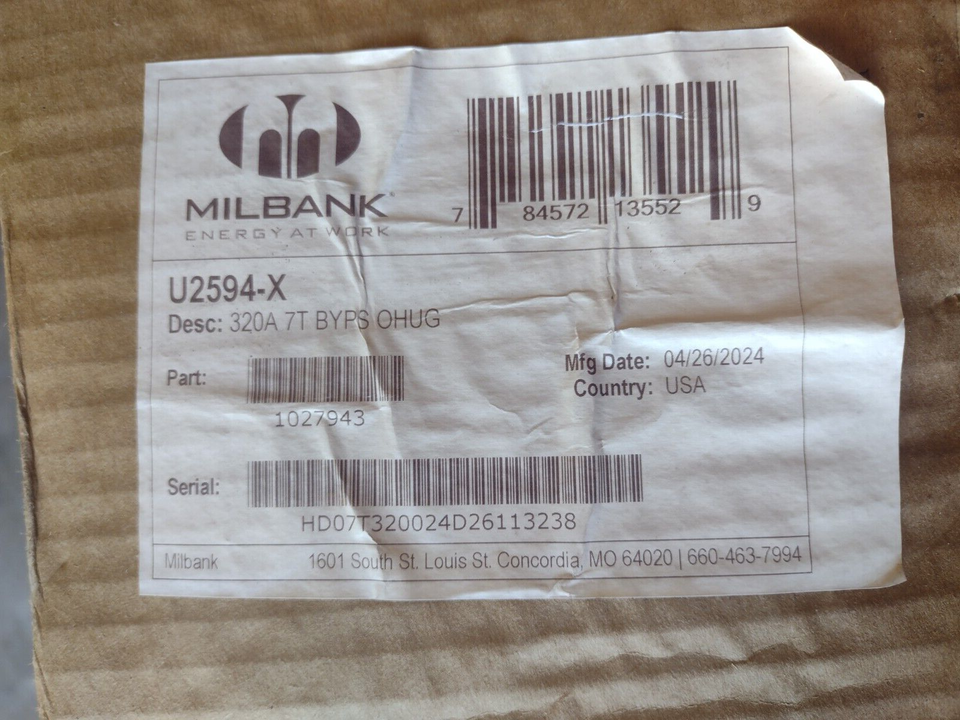 MILBANK
ENERGY AT WORK
7 84572 13552 9
U2594-X
Desc: 320A 7T BYPS OHUG
Part:
1027943
Mfg Date: 04/26/2024
Country: USA
Serial:
HD07T320024D26113238
Milbank 1601 South St. Louis St. Concordia, MO 64020 | 660-463-7994